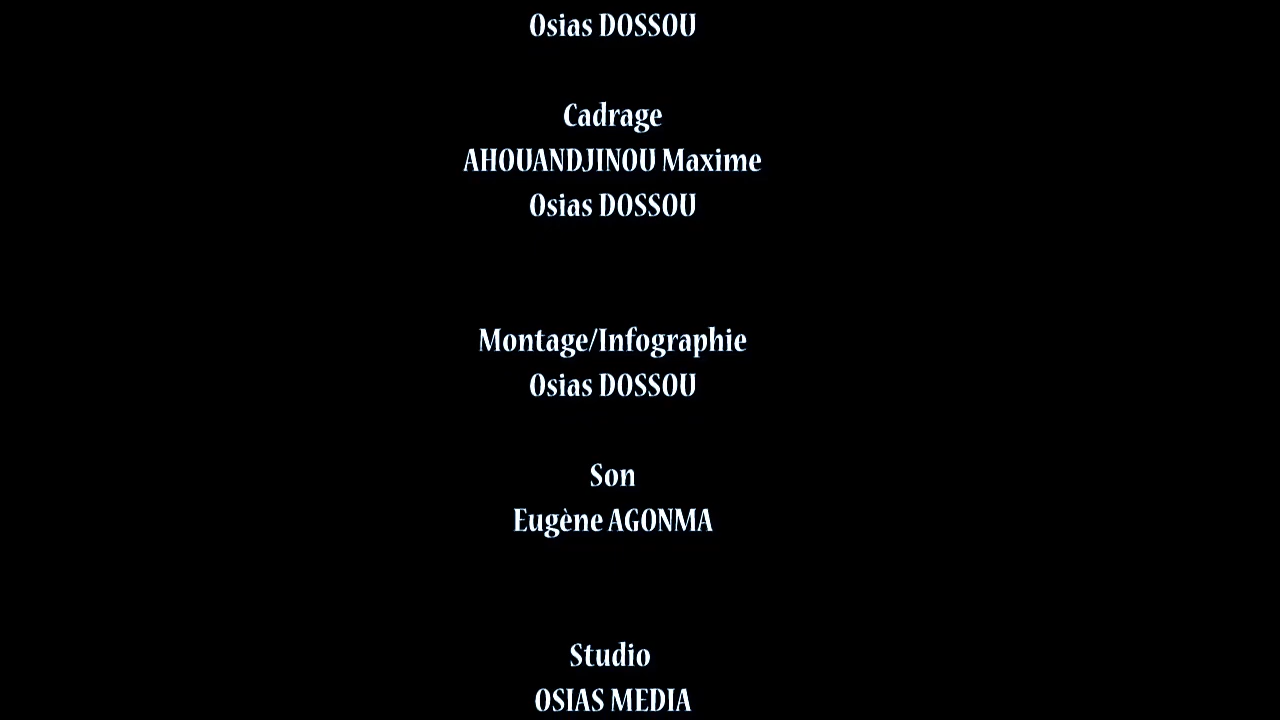 Osias DOSSOU
Cadrage
AHOUANDJINOU Maxime
Osias DOSSOU
Montage/Infographie
Osias DOSSOU
Son
Eugène AGONMA
Studio
OSIAS MEDIA